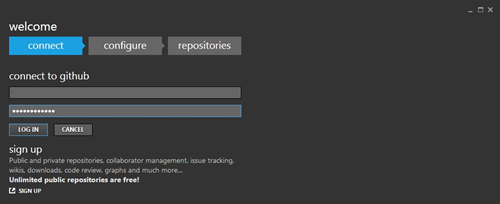 welcome
connect
configure
repositories
connect to github
LOG IN
CANCEL
sign up
Public and private repositories, collaborator management, issue tracking,
wikis, downloads, code review, graphs and much more...
Unlimited public repositories are free!
SIGN UP